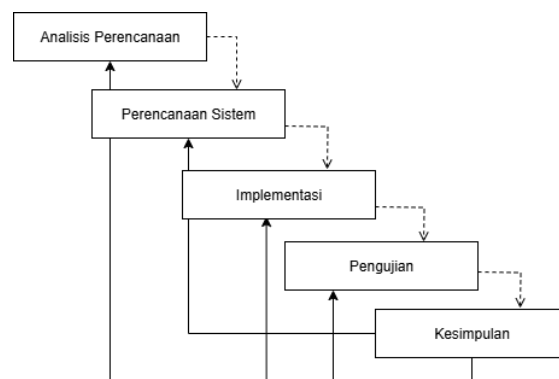 Analisis Perencanaan
Perencanaan Sistem
Implementasi
Pengujian
Kesimpulan